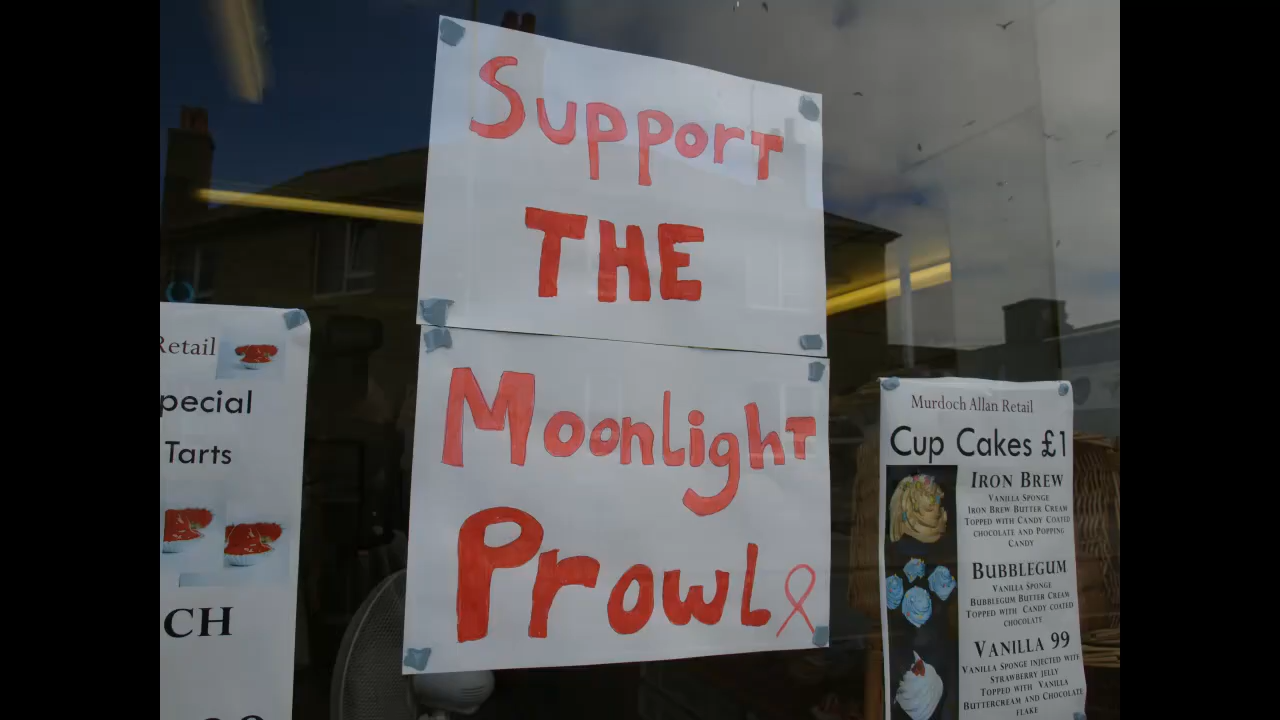 Support
THE
Moonlight
Prowl
Retail
pecial
Tarts
CH
Murdoch Allan Retail
Cup Cakes £1
IRON BREW
VANILLA SPONGE
IRON BREW BUTTER CREAM
TOPPED WITH CANDY COATED
CHOCOLATE AND POPPING
CANDY
BUBBLEGUM
VANILLA SPONGE
BUBBLEGUM BUTTER CREAM
TOPPED WITH CANDY COATED
CHOCOLATE
VANILLA 99
VANILLA SPONGE INJECTED WITH
STRAWBERRY JELLY
TOPPED WITH VANILLA
BUTTERCREAM AND CHOCOLATE
FLAKE